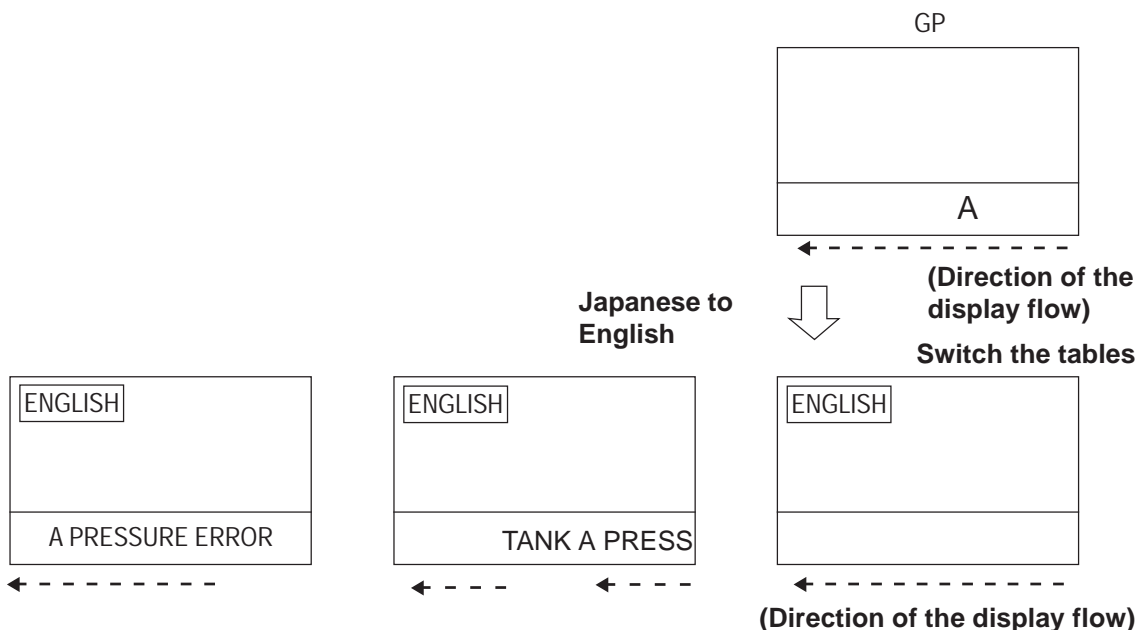 GP
A
(Direction of the
display flow)
Japanese to
English
Switch the tables
ENGLISH
A PRESSURE ERROR
ENGLISH
TANK A PRESS
ENGLISH
(Direction of the display flow)